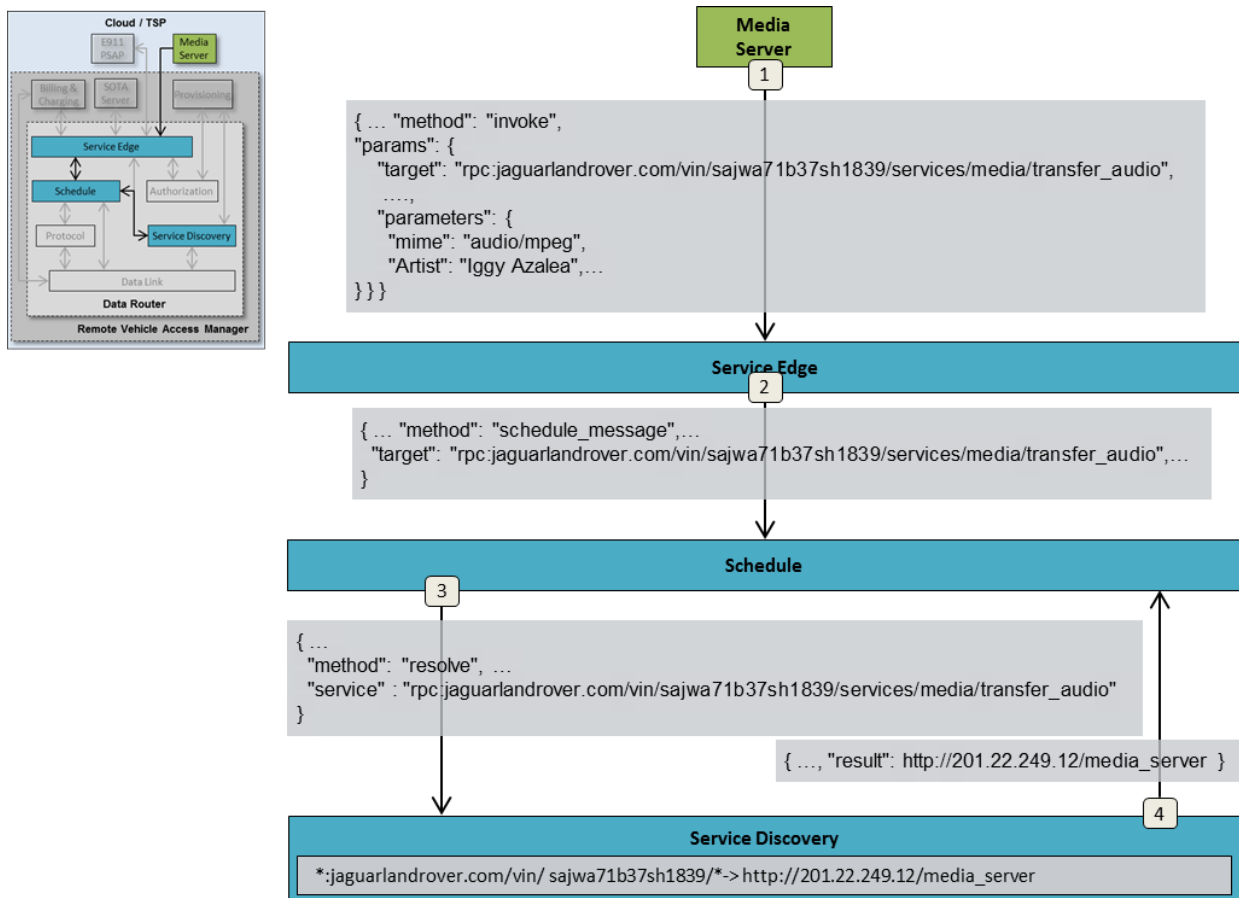 Cloud / TSP
E911
PSAP
Media
Server
Billing &
Charging
SOTA
Server
Provisioning
Service Edge
Schedule
Authorization
Protocol
Service Discovery
Data Link
Data Router
Remote Vehicle Access Manager
Media
Server
1
{ … "method": "invoke",
"params": {
"target": "rpc:jaguarlandrover.com/vin/sajwa71b37sh1839/services/media/transfer_audio",
….,
"parameters": {
"mime": "audio/mpeg",
"Artist": "Iggy Azalea",…
} } }
Service Edge
2
{ … "method": "schedule_message",…
"target": "rpc:jaguarlandrover.com/vin/sajwa71b37sh1839/services/media/transfer_audio",…
}
Schedule
3
{ …
"method": "resolve", …
"service" : "rpc:jaguarlandrover.com/vin/sajwa71b37sh1839/services/media/transfer_audio"
}
{ …, "result": http://201.22.249.12/media_server }
4
Service Discovery
*:jaguarlandrover.com/vin/ sajwa71b37sh1839/*-> http://201.22.249.12/media_server